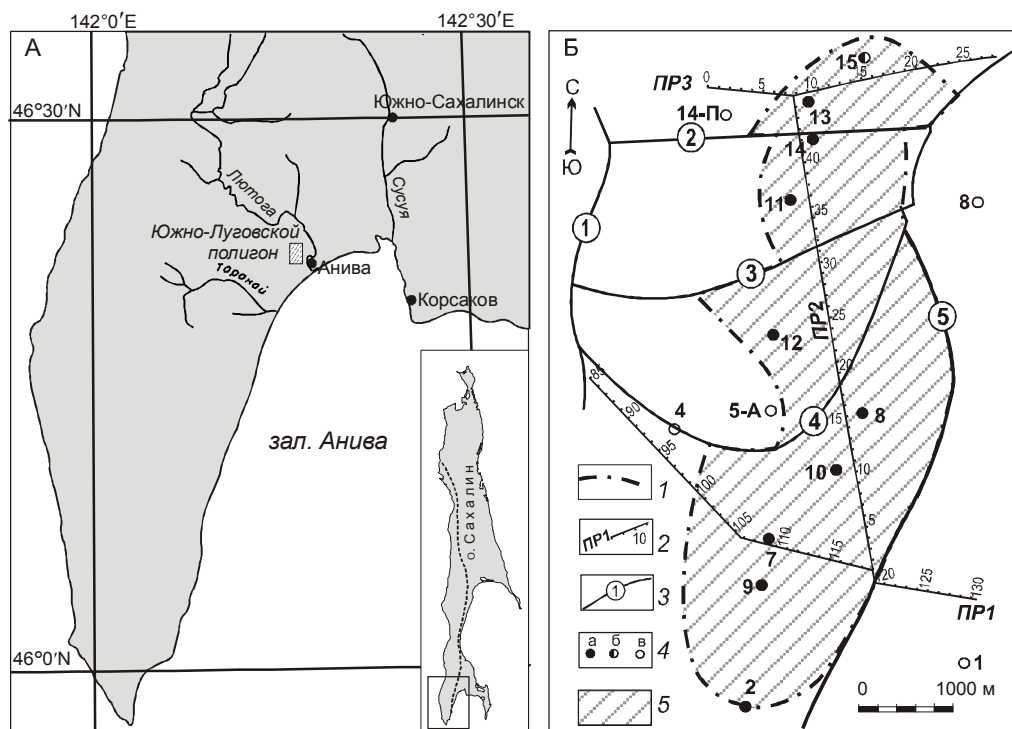 142°0′E
142°30′E
А
46°30′N
Южно-Сахалинск
Лютога
Сусуя
Южно-Луговской
полигон
Анива
Таранай
Корсаков
зал. Анива
о. Сахалин
46°0′N
Б
С
Ю
ПР3
0
5
10
15
20
25
15
13
14-П
2
14
40
11
35
8
1
30
3
25
ПР2
5
12
20
85
90
4
5-А
15
4
8
95
10
10
100
105
5
110
7
115
9
20
125
130
ПР1
2
1
1
ПР1
10
2
1
3
а
б
в
4
5
0
1000 м